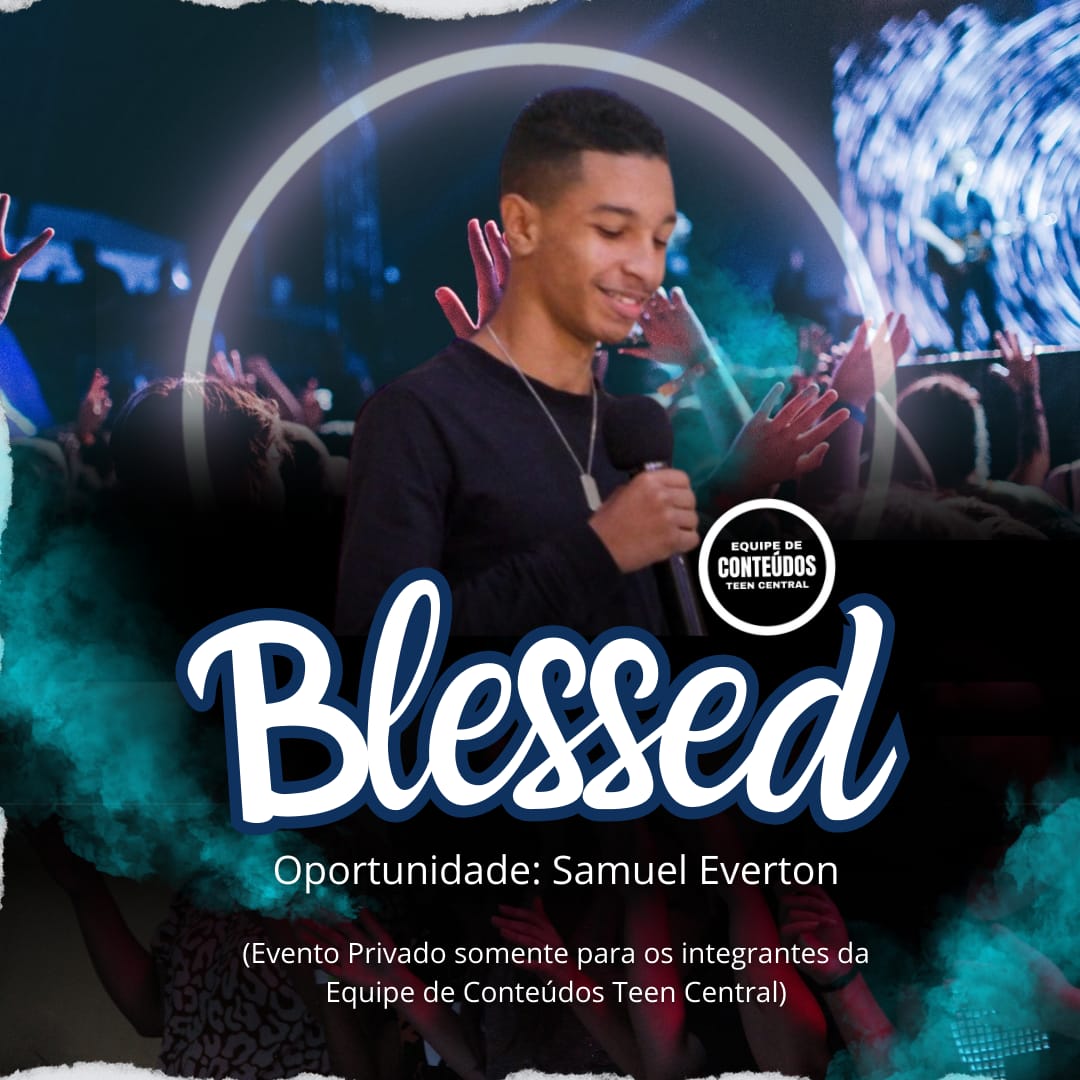 EQUIPE DE
CONTEÚDOS
TEEN CENTRAL
Blessed
Oportunidade: Samuel Everton
(Evento Privado somente para os integrantes da
Equipe de Conteúdos Teen Central)